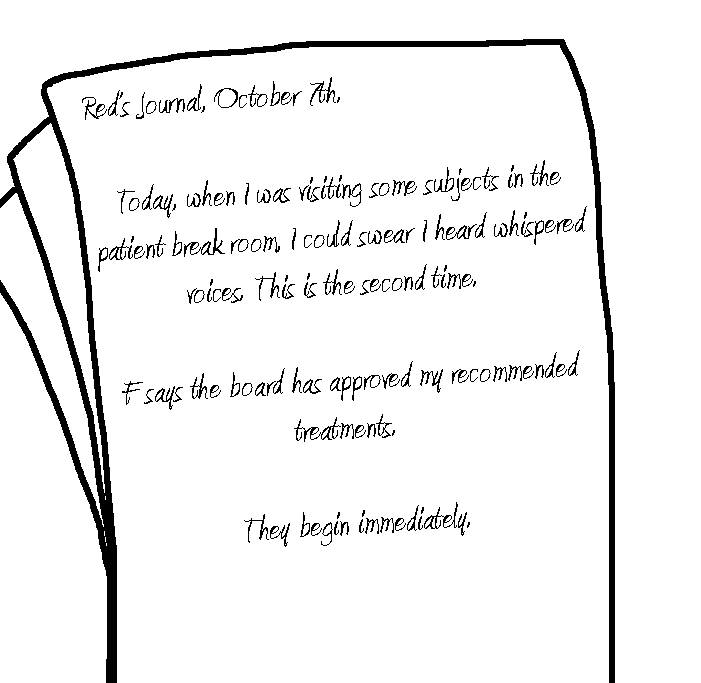 Red's Journal, October 7th,
Today, when I was visiting some subjects in the
patient break room, I could swear I heard whispered
voices. This is the second time.
F says the board has approved my recommended
treatments.
They begin immediately.